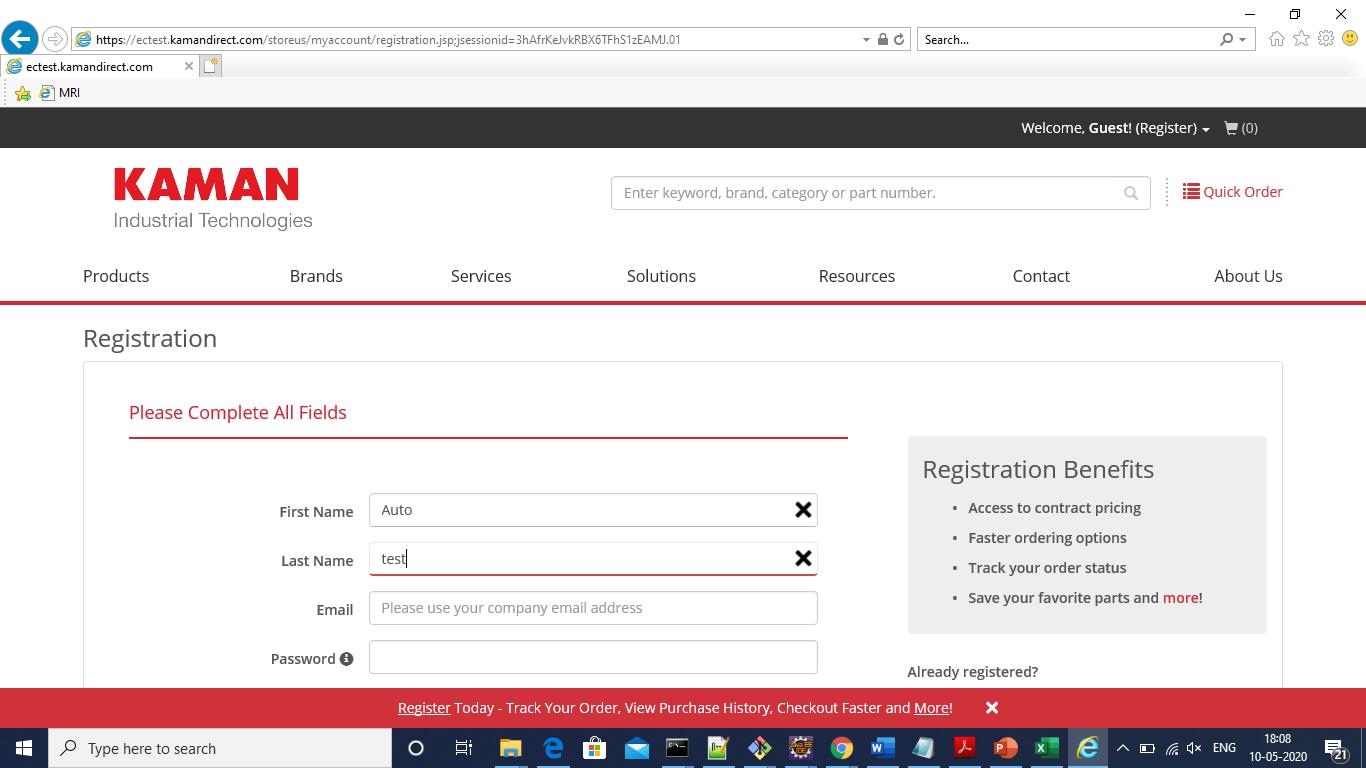 https://ectest.kamandirect.com/storeus/myaccount/registration.jsp;jsessionid=3hAfrKeJvkRBX6TFhS1zEAMJ.01
Search...
ectest.kamandirect.com
MRI
Welcome, Guest! (Register)
(0)
KAMAN
Industrial Technologies
Enter keyword, brand, category or part number.
Quick Order
Products Brands Services Solutions Resources Contact About Us
Registration
Please Complete All Fields
First Name
Auto
Last Name
test
Email
Please use your company email address
Password
Registration Benefits
• Access to contract pricing
• Faster ordering options
• Track your order status
• Save your favorite parts and more!
Already registered?
Register Today - Track Your Order, View Purchase History, Checkout Faster and More!
Type here to search
ENG
18:08
10-05-2020
21